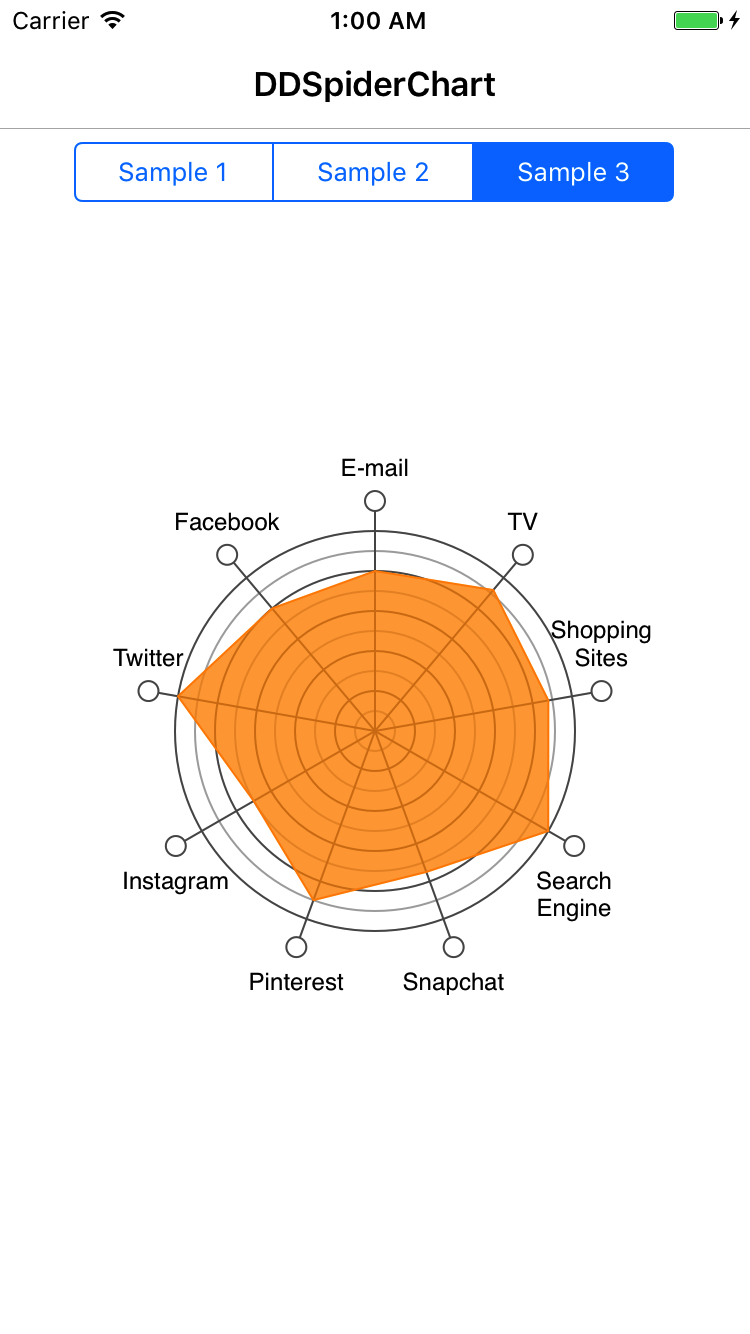 Carrier 1:00 AM
DDSpiderChart
Sample 1 Sample 2 Sample 3
E-mail
Facebook TV
Shopping
Sites
Twitter
Instagram
Search
Engine
Pinterest Snapchat